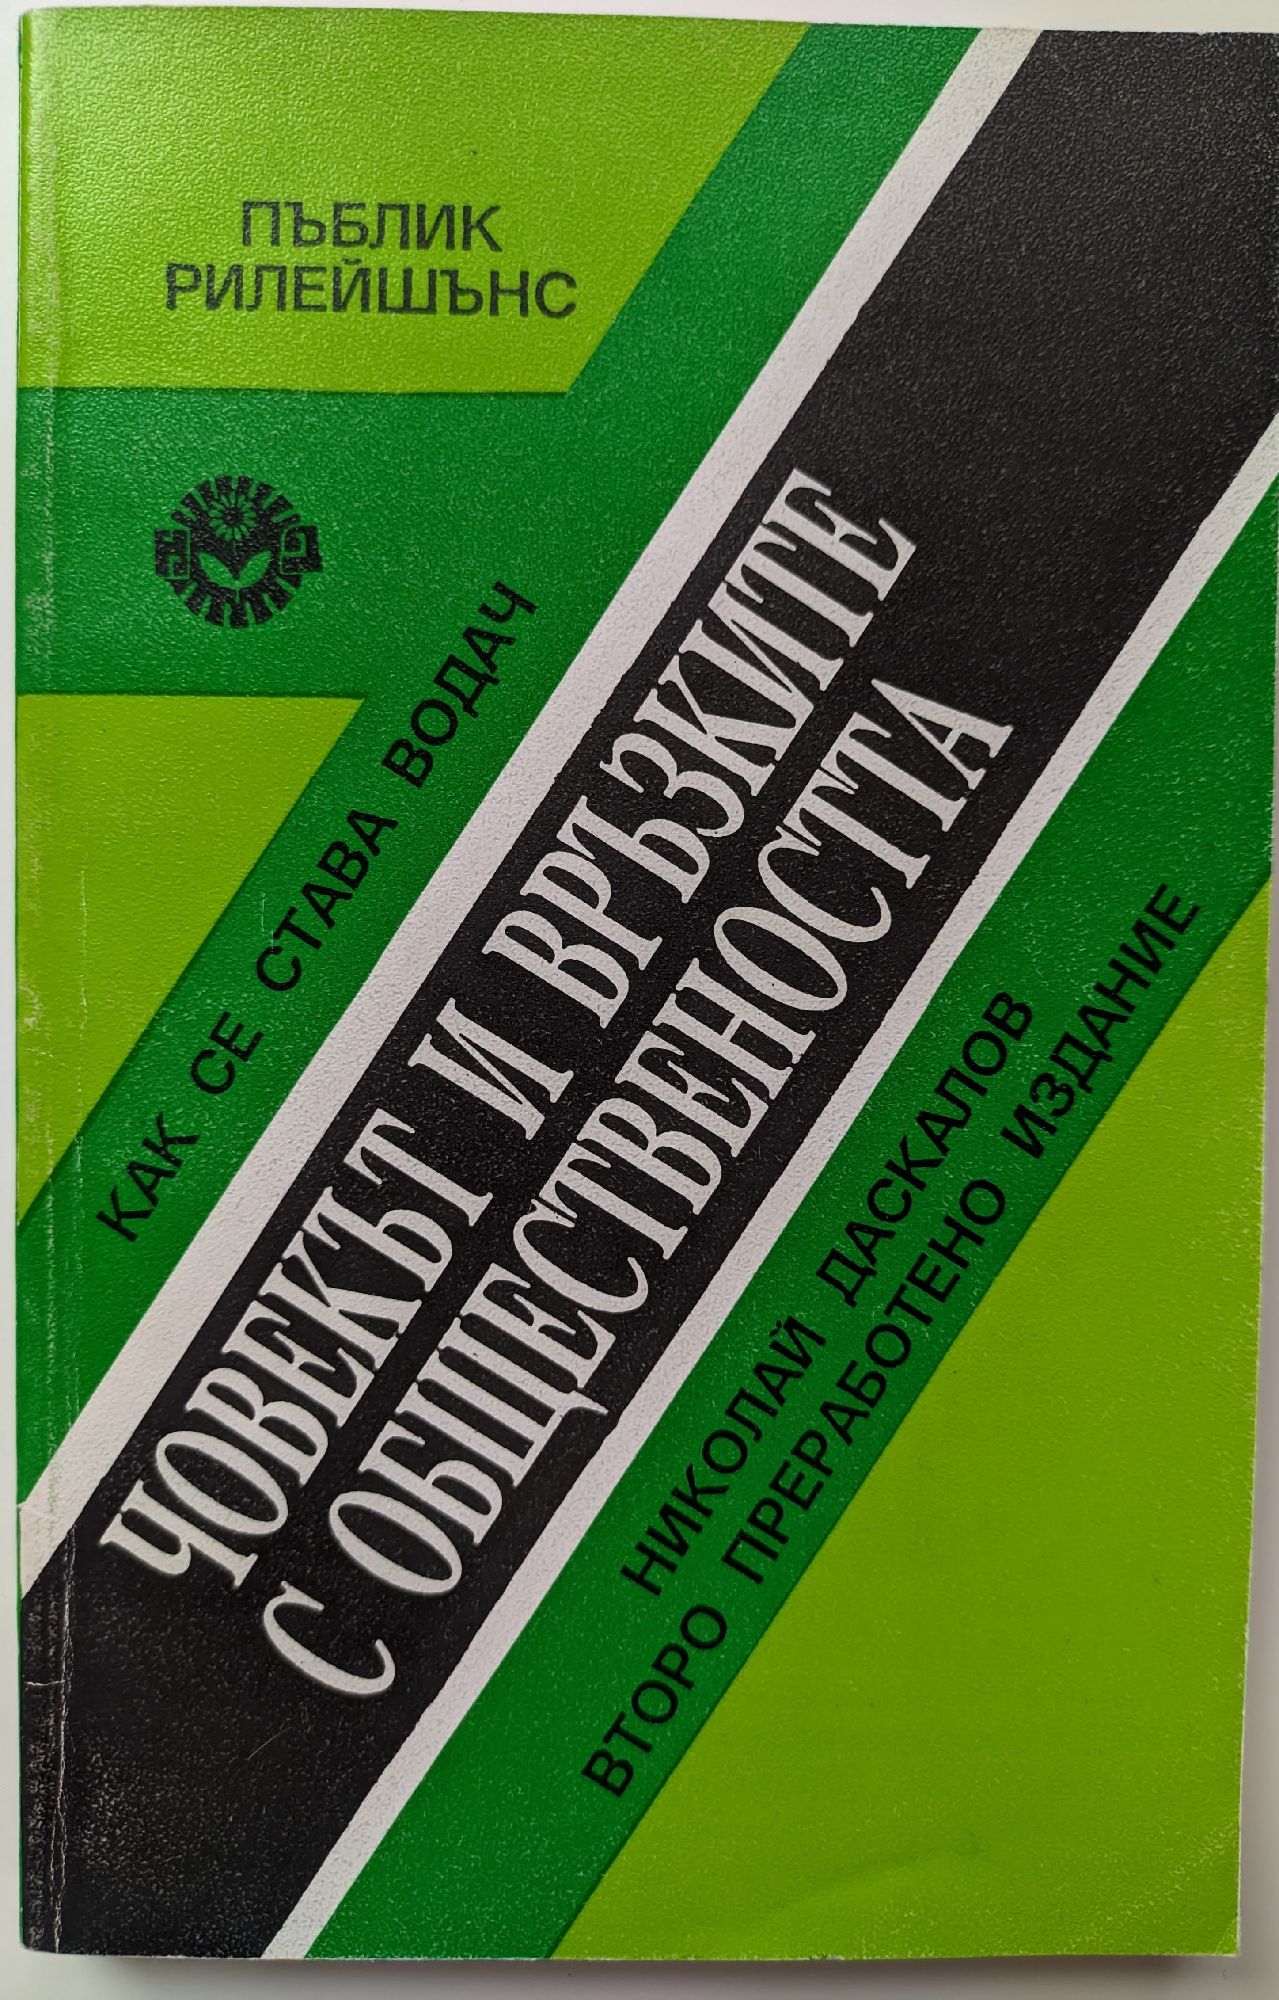 ПЪБЛИК
РИЛЕЙШЪНС
КАК СЕ СТАВА ВОДАЧ
ЧОВЕКЪТ И ВРЪЗКИТЕ
С ОБЩЕСТВЕНОСТТА
НИКОЛАЙ ДАСКАЛОВ
ВТОРО ПРЕРАБОТЕНО ИЗДАНИЕ